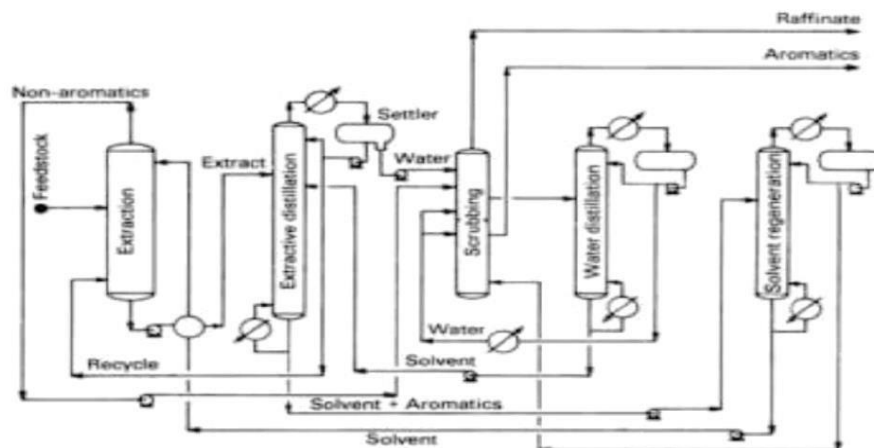 Raffinate
Aromatics
Non-aromatics
Settler
Feedstock
Extract
Water
Extraction
Extractive distillation
Scrubbing
Water distillation
Solvent regeneration
Water
Recycle
Solvent
Solvent + Aromatics
Solvent